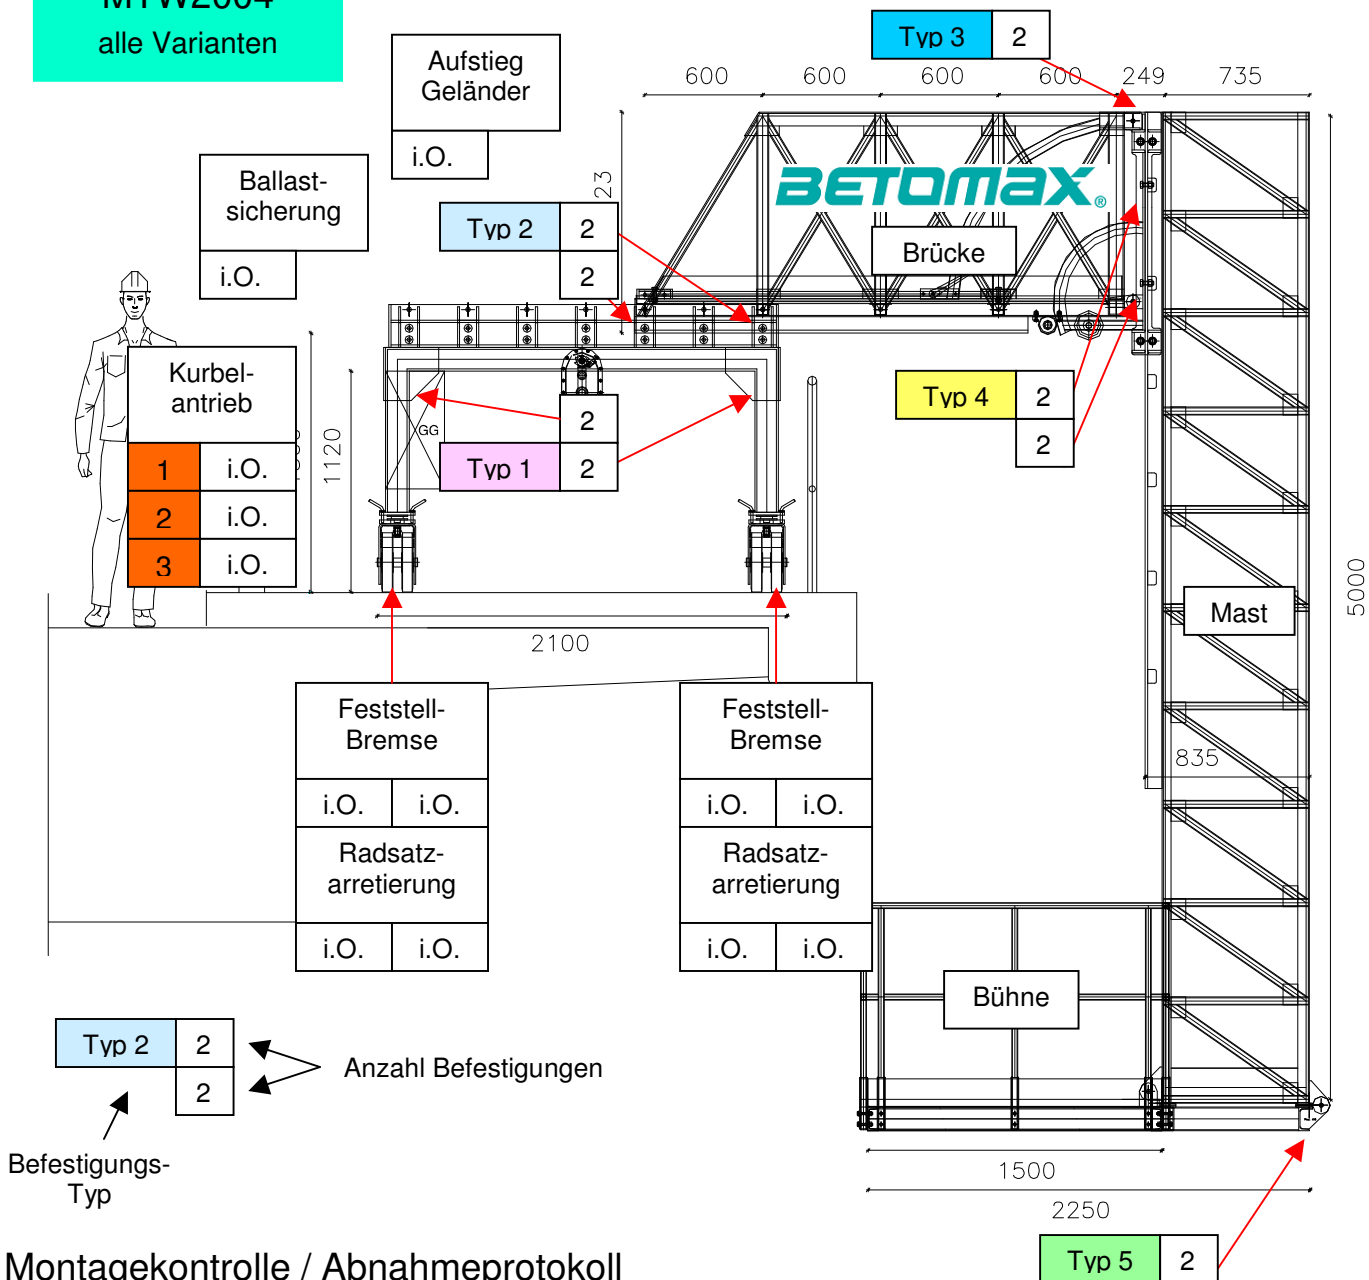 MTW2004
alle Varianten
Aufstieg
Geländer
i.O.
Typ 3 2
600 600 600 600 249 735
Ballast-
sicherung
i.O.
23
Typ 2 2
2
BETOMAX®
Brücke
Kurbel-
antrieb
1 i.O.
2 i.O.
3 i.O.
1120
GG
2
Typ 1 2
Typ 4 2
2
5000
Mast
2100
Feststell-
Bremse
i.O. i.O.
Radsatz-
arretierung
i.O. i.O.
Feststell-
Bremse
i.O. i.O.
Radsatz-
arretierung
i.O. i.O.
835
Bühne
Typ 2 2
2
Anzahl Befestigungen
Befestigungs-
Typ
1500
2250
Typ 5 2
Montagekontrolle / Abnahmeprotokoll